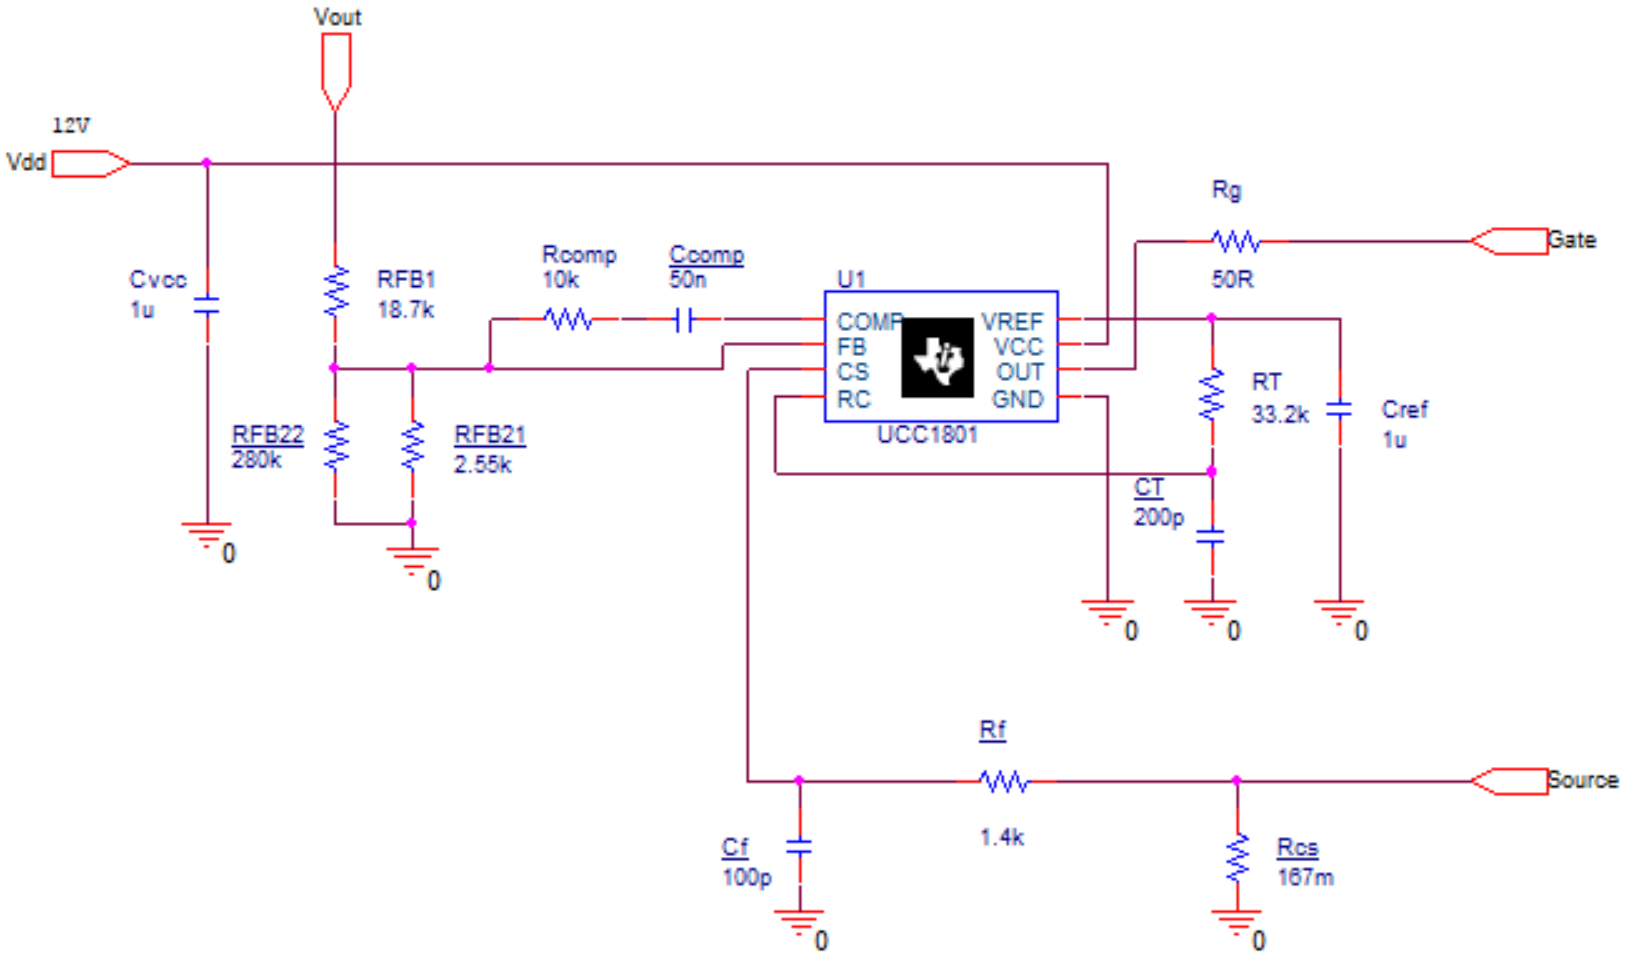 Vout
12V
Vdd
Rg
Gate
50R
Cvcc
1u
RFB1
18.7k
Rcomp
10k
Ccomp
50n
U1
COMP
FB
CS
RC
VREF
VCC
OUT
GND
UCC1801
RT
33.2k
Cref
1u
RFB22
280k
RFB21
2.55k
CT
200p
0
0
0
0
0
Rf
1.4k
Source
Cf
100p
Rcs
167m
0
0